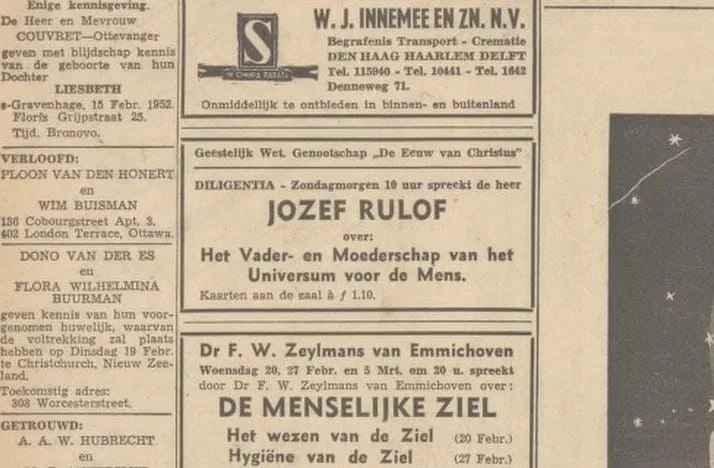 Enige kennisgeving.
De Heer en Mevrouw
COUVRET—Ottevanger
geven met blijdschap kennis
van de geboorte van hun
Dochter
LIESBETH
s-Gravenhage, 15 Febr. 1952.
Floris Grijpstraat 25.
Tijd. Bronovo.
VERLOOFD:
PLOON VAN DEN HONERT
en
WIM BUISMAN
136 Cobourgstreet Apt. 3.
402 London Terrace, Ottawa.
DONO VAN DER ES
en
FLORA WILHELMINA
BUURMAN
geven kennis van hun voor-
genomen huwelijk, waarvan
de voltrekking zal plaats
hebben op Dinsdag 19 Febr.
te Christchurch, Nieuw Zee-
land.
Toekomstig adres:
308 Worcesterstreet.
GETROUWD:
A. A. W. HUBRECHT
en
S
IN OMNIA PARATI
W. J. INNEMEE EN ZN. N.V.
Begrafenis Transport - Crematie
DEN HAAG HAARLEM DELFT
Tel. 115940 - Tel. 10441 - Tel. 1642
Denneweg 71.
Onmiddellijk te ontbieden in binnen- en buitenland
Geestelijk Wet. Genootschap „De Eeuw van Christus"
DILIGENTIA - Zondagmorgen 10 uur spreekt de heer
JOZEF RULOF
over:
Het Vader- en Moederschap van het
Universum voor de Mens.
Kaarten aan de zaal à ƒ 1.10.
Dr F. W. Zeylmans van Emmichoven
Woensdag 20, 27 Febr. en 5 Mrt. om 20 u. spreekt
door Dr F. W. Zeylmans van Emmichoven over:
DE MENSELIJKE ZIEL
Het wezen van de Ziel (20 Febr.)
Hygiëne van de Ziel (27 Febr.)